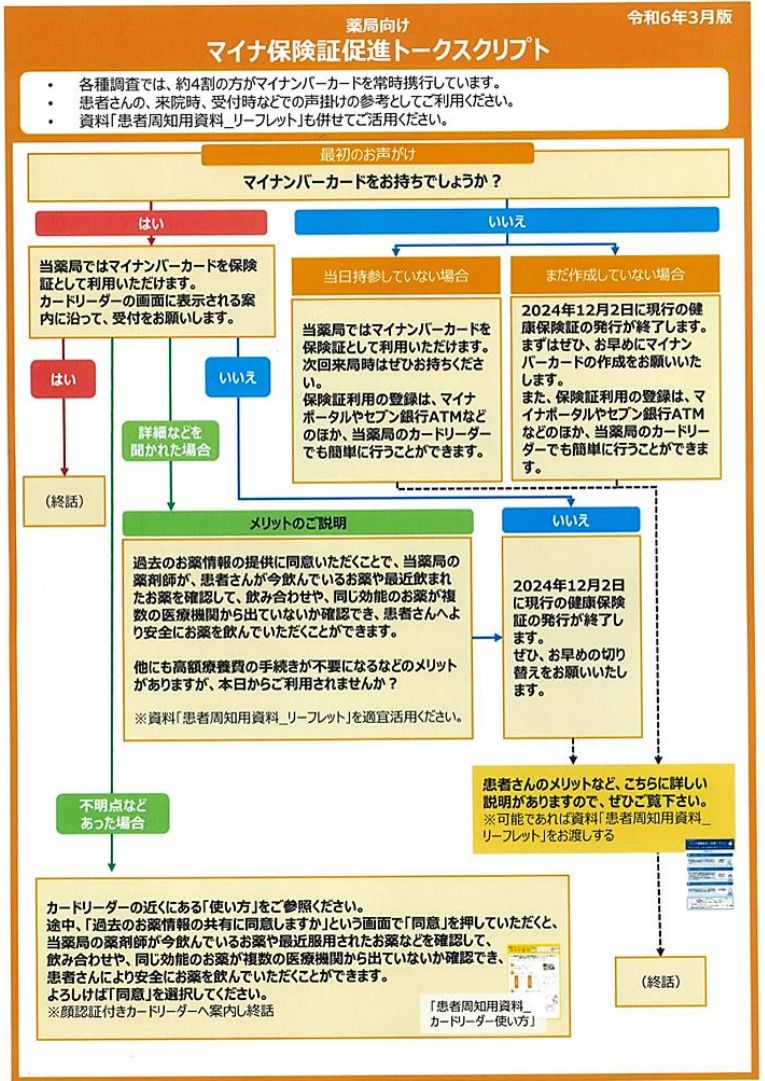 令和6年3月版
薬局向け
マイナ保険証促進トークスクリプト
・ 各種調査では、約4割の方がマイナンバーカードを常時携行しています。
・ 患者さんの、来院時、受付時などでの声掛けの参考としてご利用ください。
・ 資料「患者周知用資料_リーフレット」も併せてご活用ください。
最初のお声がけ
マイナンバーカードをお持ちでしょうか？
はい
いいえ
当薬局ではマイナンバーカードを保険
証として利用いただけます。
カードリーダーの画面に表示される案
内に沿って、受付をお願いします。
当日持参していない場合
当薬局ではマイナンバーカードを
保険証として利用いただけます。
次回来局時はぜひお持ちくださ
い。
保険証利用の登録は、マイナ
ポータルやセブン銀行ATMなど
のほか、当薬局のカードリーダー
でも簡単に行うことができます。
まだ作成していない場合
2024年12月2日に現行の健
康保険証の発行が終了します。
まずはぜひ、お早めにマイナン
バーカードの作成をお願いいた
します。
また、保険証利用の登録は、マ
イナポータルやセブン銀行ATM
などのほか、当薬局のカードリー
ダーでも簡単に行うことができま
す。
はい
いいえ
詳細などを
聞かれた場合
（終話）
メリットのご説明
過去のお薬情報の提供に同意いただくことで、当薬局の
薬剤師が、患者さんが今飲んでいるお薬や最近飲まれ
たお薬を確認して、飲み合わせや、同じ効能のお薬が複
数の医療機関から出ていないか確認でき、患者さんへよ
り安全にお薬を飲んでいただくことができます。
他にも高額療養費の手続きが不要になるなどのメリット
がありますが、本日からご利用されませんか？
※資料「患者周知用資料_リーフレット」を適宜活用ください。
いいえ
2024年12月2日
に現行の健康保険
証の発行が終了し
ます。
ぜひ、お早めの切り
替えをお願いいたし
ます。
患者さんのメリットなど、こちらに詳しい
説明がありますので、ぜひご覧下さい。
※可能であれば資料「患者周知用資料_
リーフレット」をお渡しする
不明点など
あった場合
カードリーダーの近くにある「使い方」をご参照ください。
途中、「過去のお薬情報の共有に同意しますか」という画面で「同意」を押していただくと、
当薬局の薬剤師が今飲んでいるお薬や最近服用されたお薬などを確認して、
飲み合わせや、同じ効能のお薬が複数の医療機関から出ていないか確認でき、
患者さんにより安全にお薬を飲んでいただくことができます。
よろしければ「同意」を選択してください。
※顔認証付きカードリーダーへ案内し終話
「患者周知用資料_
カードリーダー使い方」
（終話）